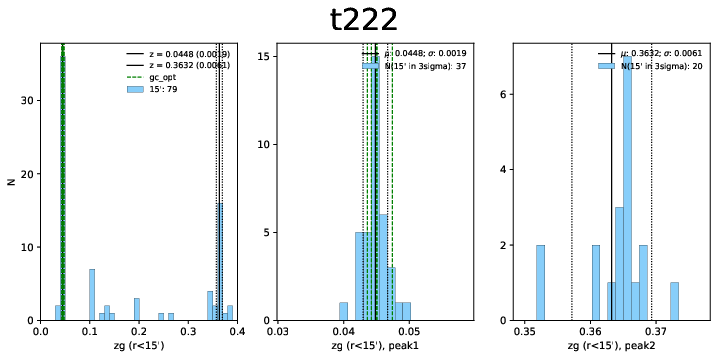 t222
z = 0.0448 (0.0019)
z = 0.3632 (0.0061)
gc_opt
15': 79
N
0
10
20
30
0.0 0.1 0.2 0.3 0.4
zg (r<15')
μ: 0.0448; σ: 0.0019
N(15' in 3sigma): 37
0
5
10
15
0.03 0.04 0.05
zg (r<15'), peak1
μ: 0.3632; σ: 0.0061
N(15' in 3sigma): 20
0
2
4
6
0.35 0.36 0.37
zg (r<15'), peak2